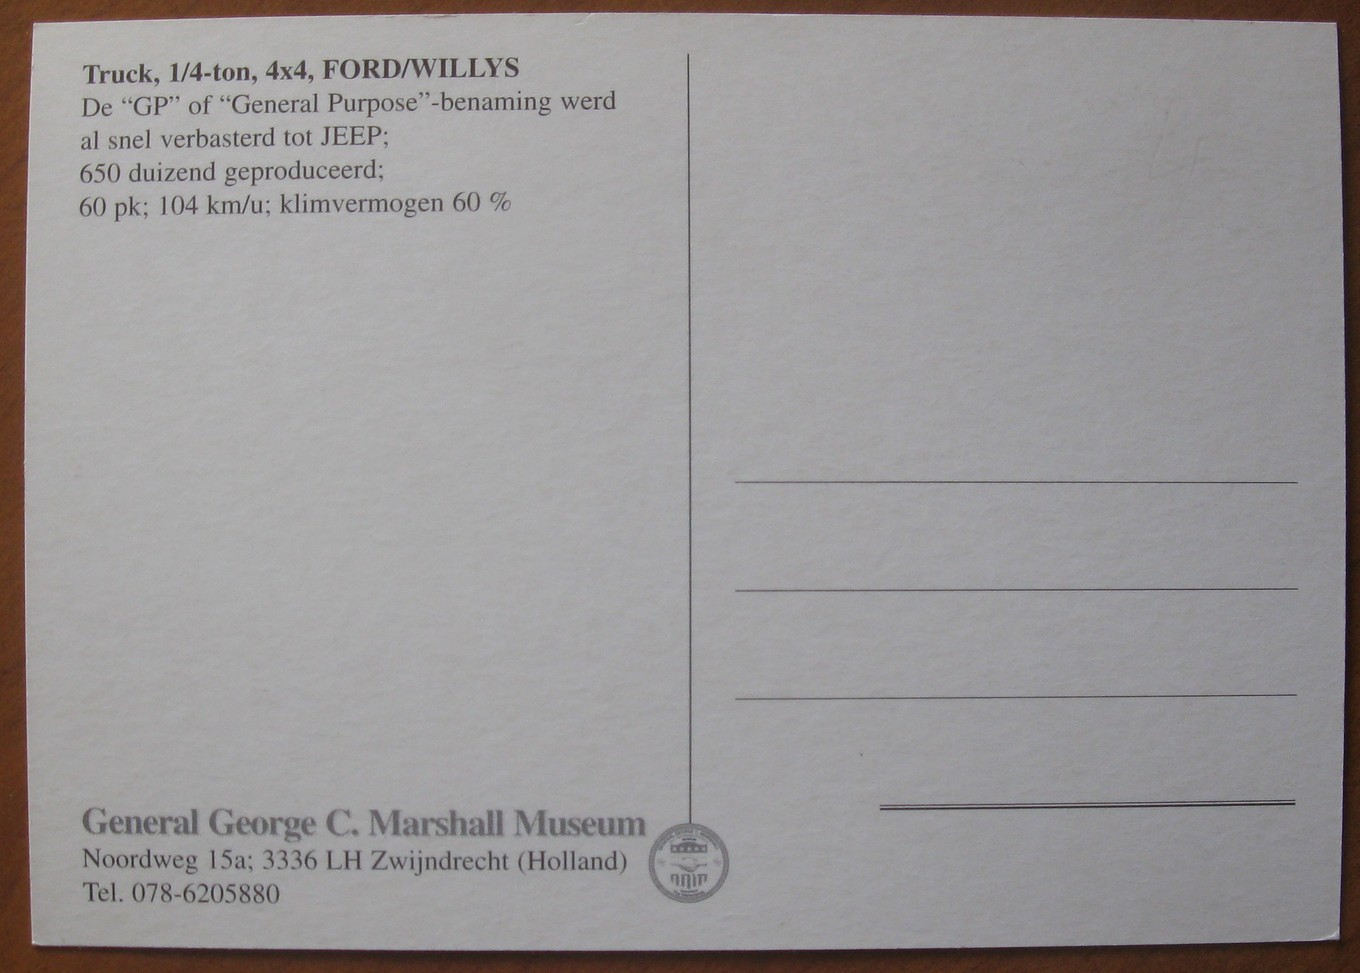 Truck, 1/4-ton, 4x4, FORD/WILLYS
De “GP” of “General Purpose”-benaming werd
al snel verbasterd tot JEEP;
650 duizend geproduceerd;
60 pk; 104 km/u; klimvermogen 60 %
General George C. Marshall Museum
Noordweg 15a; 3336 LH Zwijndrecht (Holland)
Tel. 078-6205880